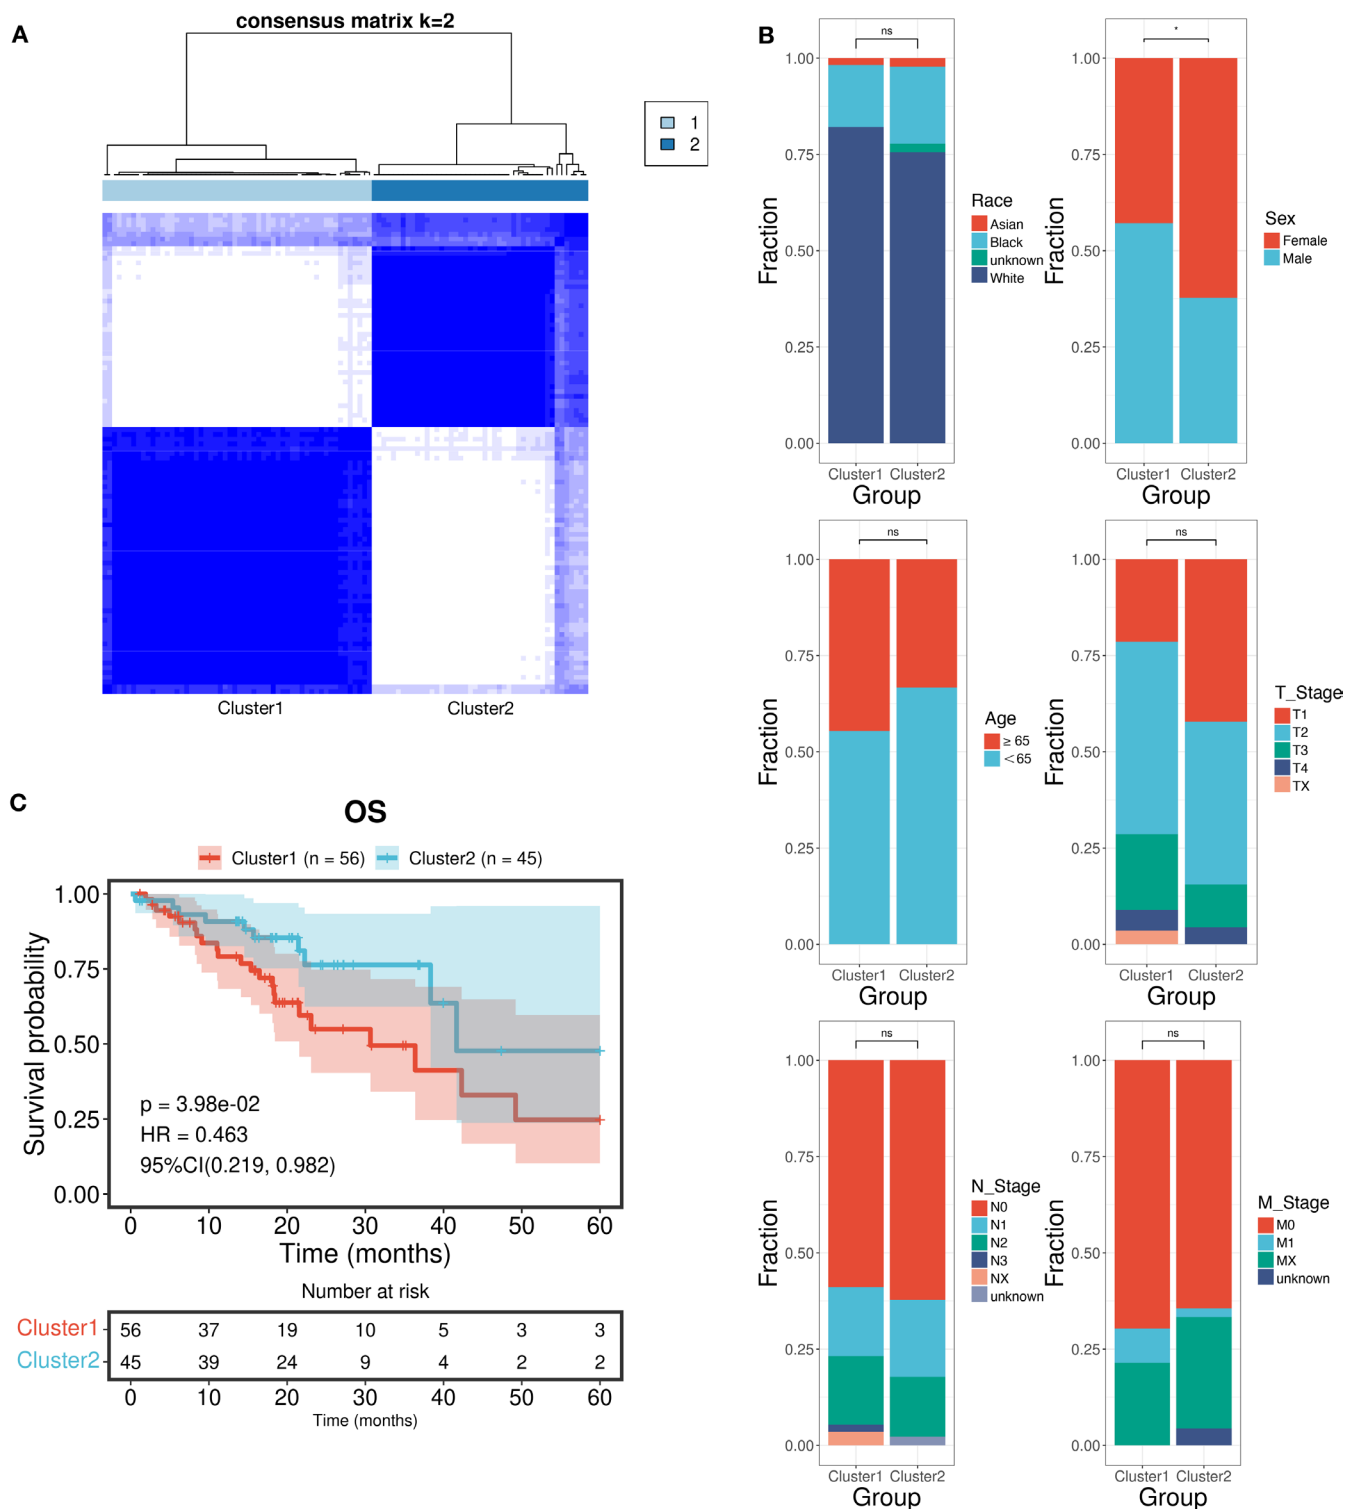 A
consensus matrix k=2
1
2
Cluster1
Cluster2
B
ns
1.00
0.75
0.50
0.25
0.00
Fraction
Cluster1
Cluster2
Group
Race
Asian
Black
unknown
White
*
1.00
0.75
0.50
0.25
0.00
Fraction
Cluster1
Cluster2
Group
Sex
Female
Male
ns
1.00
0.75
0.50
0.25
0.00
Fraction
Cluster1
Cluster2
Group
Age
≥ 65
<65
ns
1.00
0.75
0.50
0.25
0.00
Fraction
Cluster1
Cluster2
Group
T_Stage
T1
T2
T3
T4
TX
ns
1.00
0.75
0.50
0.25
0.00
Fraction
Cluster1
Cluster2
Group
N_Stage
N0
N1
N2
N3
NX
unknown
ns
1.00
0.75
0.50
0.25
0.00
Fraction
Cluster1
Cluster2
Group
M_Stage
M0
M1
MX
unknown
C
OS
Cluster1 (n = 56) Cluster2 (n = 45)
1.00
0.75
0.50
0.25
0.00
Survival probability
p = 3.98e-02
HR = 0.463
95%CI(0.219, 0.982)
0 10 20 30 40 50 60
Time (months)
Number at risk
Cluster1 56 37 19 10 5 3 3
Cluster2 45 39 24 9 4 2 2
0 10 20 30 40 50 60
Time (months)